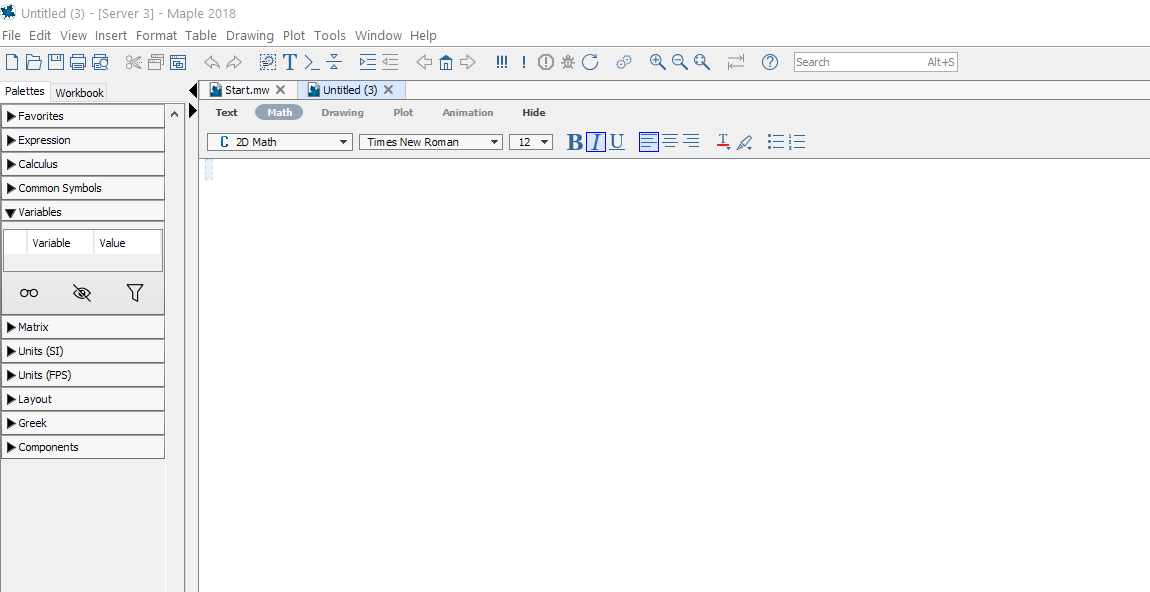 Untitled (3) - [Server 3] - Maple 2018
File Edit View Insert Format Table Drawing Plot Tools Window Help
Search Alt+S
Palettes Workbook
Start.mw Untitled (3)
Text Math Drawing Plot Animation Hide
C 2D Math Times New Roman 12 B I U T
Favorites
Expression
Calculus
Common Symbols
Variables
Variable Value
Matrix
Units (SI)
Units (FPS)
Layout
Greek
Components